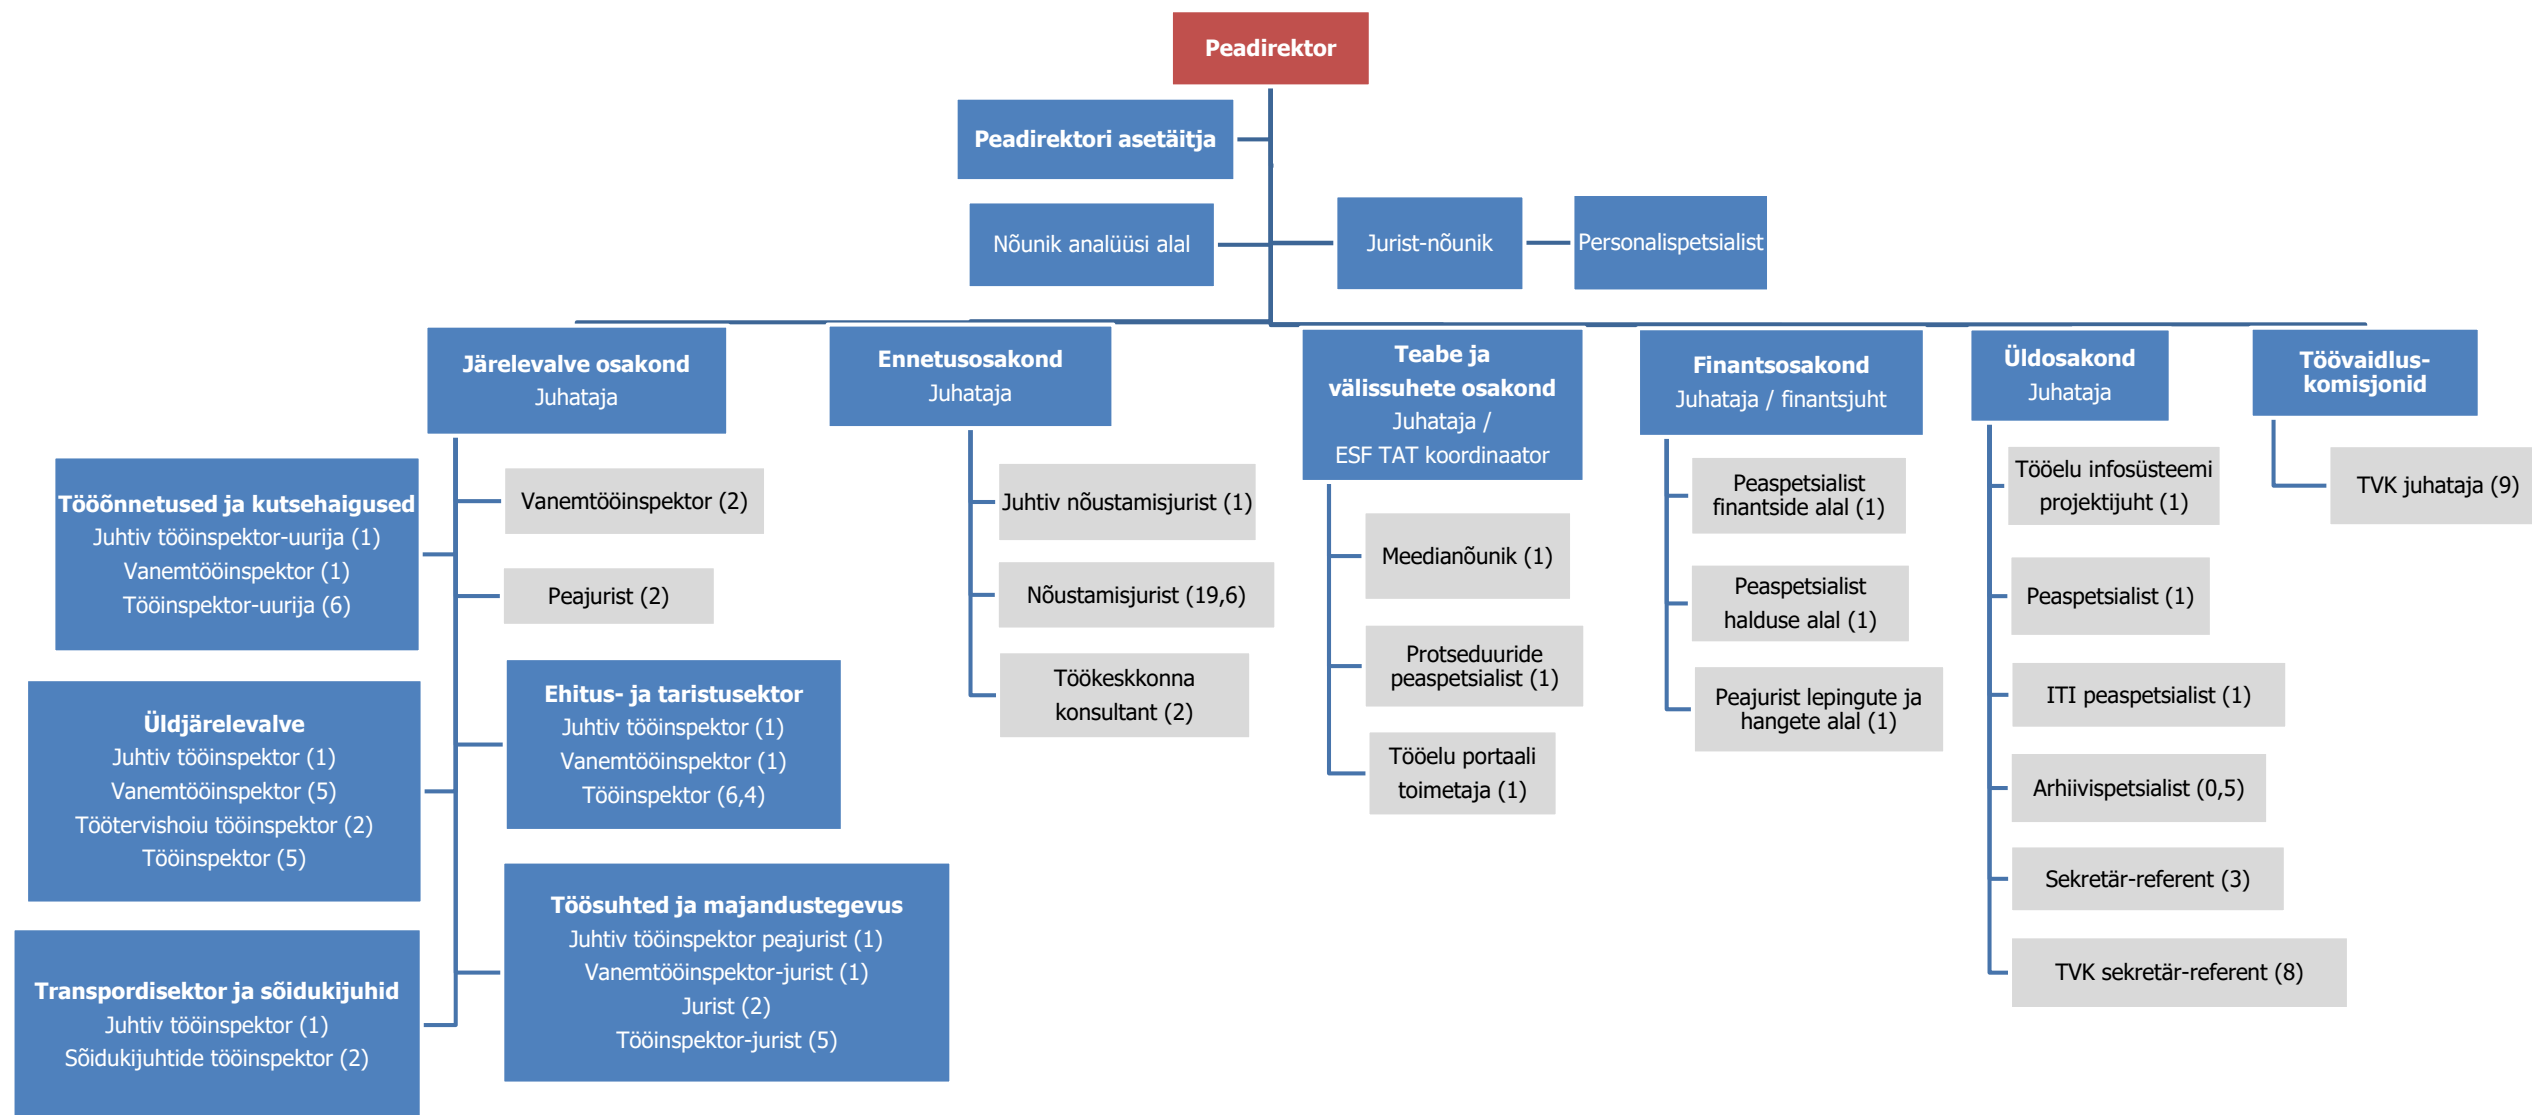 Peadirektor
Peadirektori asetäitja
Nõunik analüüsi alal
Jurist-nõunik
Personalispetsialist
Järelevalve osakond
Juhataja
Tööõnnetused ja kutsehaigused
Juhtiv tööinspektor-uurija (1)
Vanemtööinspektor (1)
Tööinspektor-uurija (6)
Üldjärelevalve
Juhtiv tööinspektor (1)
Vanemtööinspektor (5)
Töötervishoiu tööinspektor (2)
Tööinspektor (5)
Transpordisektor ja sõidukijuhid
Juhtiv tööinspektor (1)
Sõidukijuhtide tööinspektor (2)
Vanemtööinspektor (2)
Peajurist (2)
Ehitus- ja taristusektor
Juhtiv tööinspektor (1)
Vanemtööinspektor (1)
Tööinspektor (6,4)
Töösuhted ja majandustegevus
Juhtiv tööinspektor peajurist (1)
Vanemtööinspektor-jurist (1)
Jurist (2)
Tööinspektor-jurist (5)
Ennetusosakond
Juhataja
Juhtiv nõustamisjurist (1)
Nõustamisjurist (19,6)
Töökeskkonna
konsultant (2)
Teabe ja
välissuhete osakond
Juhataja /
ESF TAT koordinaator
Meedianõunik (1)
Protseduuride
peaspetsialist (1)
Tööelu portaali
toimetaja (1)
Finantsosakond
Juhataja / finantsjuht
Peaspetsialist
finantside alal (1)
Peaspetsialist
halduse alal (1)
Peajurist lepingute ja
hangete alal (1)
Üldosakond
Juhataja
Tööelu infosüsteemi
projektijuht (1)
Peaspetsialist (1)
ITI peaspetsialist (1)
Arhiivispetsialist (0,5)
Sekretär-referent (3)
TVK sekretär-referent (8)
Töövaidlus-
komisjonid
TVK juhataja (9)